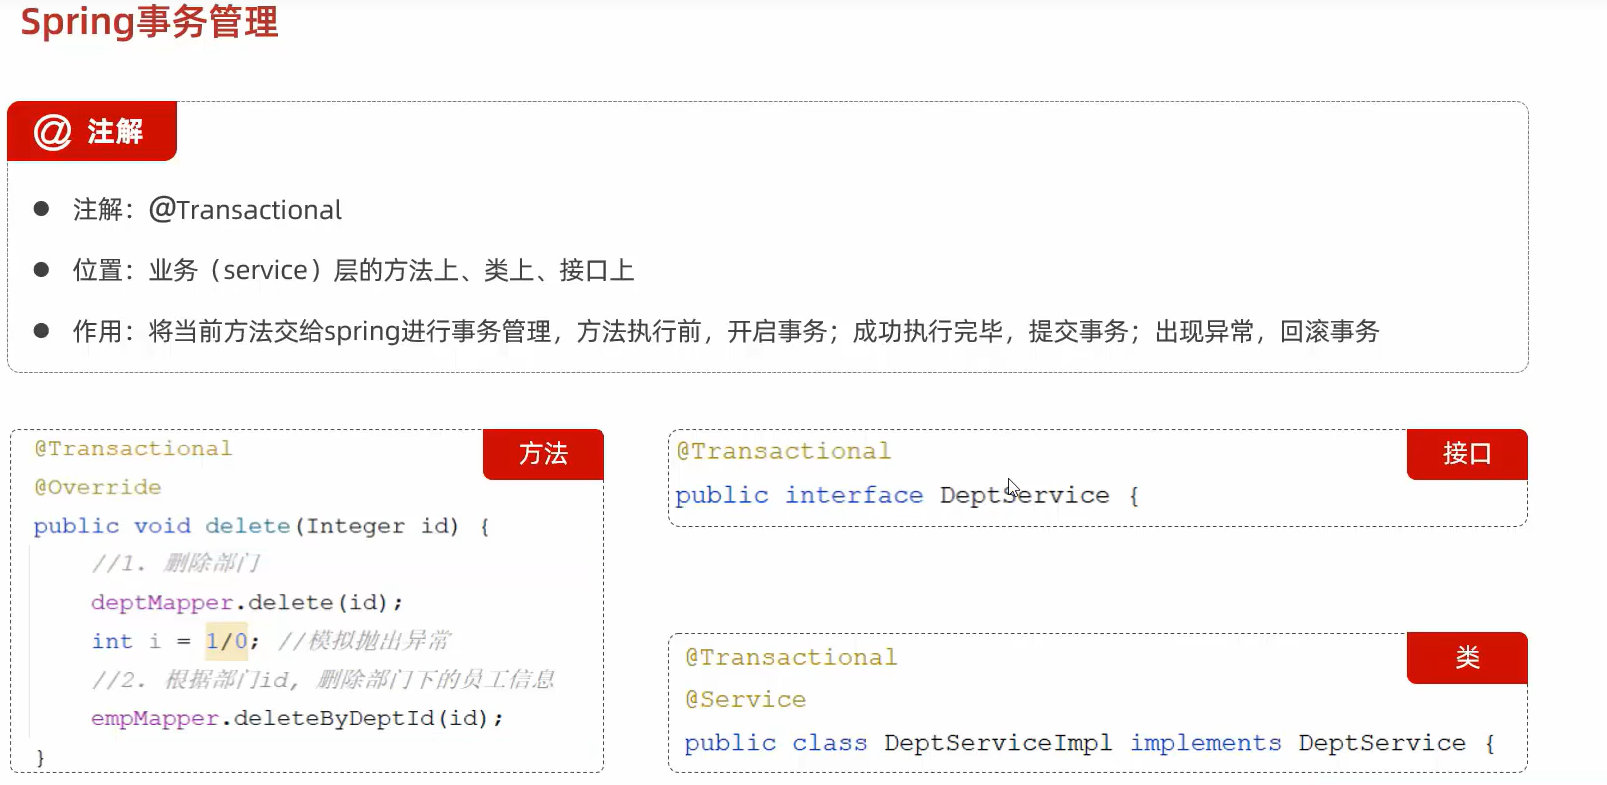 Spring事务管理
@ 注解
● 注解：@Transactional
● 位置：业务（service）层的方法上、类上、接口上
● 作用：将当前方法交给spring进行事务管理，方法执行前，开启事务；成功执行完毕，提交事务；出现异常，回滚事务
方法
@Transactional
@Override
public void delete(Integer id) {
//1. 删除部门
deptMapper.delete(id);
int i = 1/0; //模拟抛出异常
//2. 根据部门id, 删除部门下的员工信息
empMapper.deleteByDeptId(id);
}
接口
@Transactional
public interface DeptService {
类
@Transactional
@Service
public class DeptServiceImpl implements DeptService {